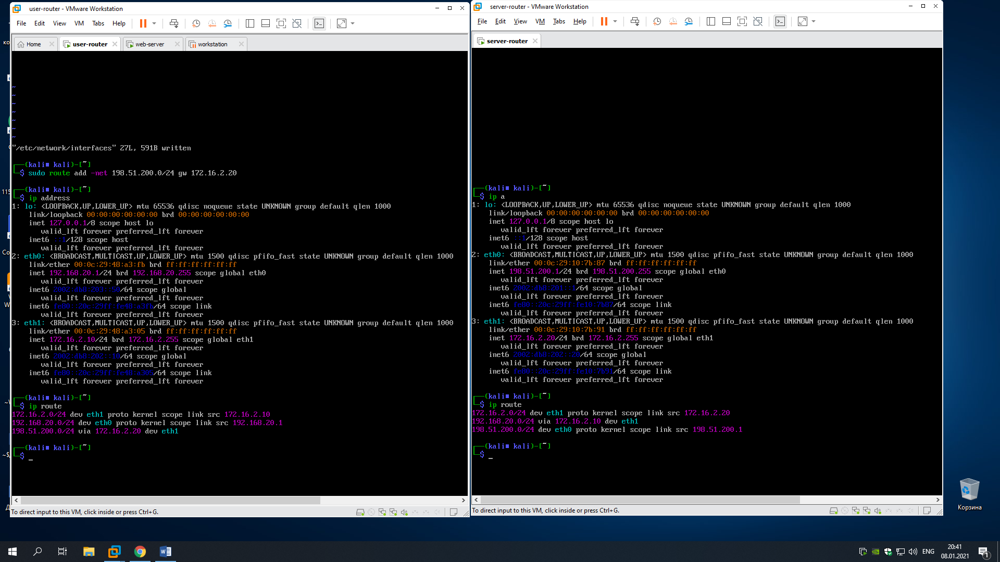 user-router - VMware Workstation
File Edit View VM Tabs Help
Home user-router web-server workstation
~
~
~
~
~
~
~
"/etc/network/interfaces" 27L, 591B written
┌──(kali■ kali)-[~]
└─$ sudo route add -net 198.51.200.0/24 gw 172.16.2.20
┌──(kali■ kali)-[~]
└─$ ip address
1: lo: <LOOPBACK,UP,LOWER_UP> mtu 65536 qdisc noqueue state UNKNOWN group default qlen 1000
link/loopback 00:00:00:00:00:00 brd 00:00:00:00:00:00
inet 127.0.0.1/8 scope host lo
valid_lft forever preferred_lft forever
inet6 ::1/128 scope host
valid_lft forever preferred_lft forever
2: eth0: <BROADCAST,MULTICAST,UP,LOWER_UP> mtu 1500 qdisc pfifo_fast state UNKNOWN group default qlen 1000
link/ether 00:0c:29:48:a3:fb brd ff:ff:ff:ff:ff:ff
inet 192.168.20.1/24 brd 192.168.20.255 scope global eth0
valid_lft forever preferred_lft forever
inet6 2002:db8:203::50/64 scope global
valid_lft forever preferred_lft forever
inet6 fe80::20c:29ff:fe48:a3fb/64 scope link
valid_lft forever preferred_lft forever
3: eth1: <BROADCAST,MULTICAST,UP,LOWER_UP> mtu 1500 qdisc pfifo_fast state UNKNOWN group default qlen 1000
link/ether 00:0c:29:48:a3:05 brd ff:ff:ff:ff:ff:ff
inet 172.16.2.10/24 brd 172.16.2.255 scope global eth1
valid_lft forever preferred_lft forever
inet6 2002:db8:202::10/64 scope global
valid_lft forever preferred_lft forever
inet6 fe80::20c:29ff:fe48:a305/64 scope link
valid_lft forever preferred_lft forever
┌──(kali■ kali)-[~]
└─$ ip route
172.16.2.0/24 dev eth1 proto kernel scope link src 172.16.2.10
192.168.20.0/24 dev eth0 proto kernel scope link src 192.168.20.1
198.51.200.0/24 via 172.16.2.20 dev eth1
┌──(kali■ kali)-[~]
└─$ _
To direct input to this VM, click inside or press Ctrl+G.
server-router - VMware Workstation
File Edit View VM Tabs Help
server-router
┌──(kali■ kali)-[~]
└─$ ip a
1: lo: <LOOPBACK,UP,LOWER_UP> mtu 65536 qdisc noqueue state UNKNOWN group default qlen 1000
link/loopback 00:00:00:00:00:00 brd 00:00:00:00:00:00
inet 127.0.0.1/8 scope host lo
valid_lft forever preferred_lft forever
inet6 ::1/128 scope host
valid_lft forever preferred_lft forever
2: eth0: <BROADCAST,MULTICAST,UP,LOWER_UP> mtu 1500 qdisc pfifo_fast state UNKNOWN group default qlen 1000
link/ether 00:0c:29:10:7b:87 brd ff:ff:ff:ff:ff:ff
inet 198.51.200.1/24 brd 198.51.200.255 scope global eth0
valid_lft forever preferred_lft forever
inet6 2002:db8:201::1/64 scope global
valid_lft forever preferred_lft forever
inet6 fe80::20c:29ff:fe10:7b87/64 scope link
valid_lft forever preferred_lft forever
3: eth1: <BROADCAST,MULTICAST,UP,LOWER_UP> mtu 1500 qdisc pfifo_fast state UNKNOWN group default qlen 1000
link/ether 00:0c:29:10:7b:91 brd ff:ff:ff:ff:ff:ff
inet 172.16.2.20/24 brd 172.16.2.255 scope global eth1
valid_lft forever preferred_lft forever
inet6 2002:db8:202::20/64 scope global
valid_lft forever preferred_lft forever
inet6 fe80::20c:29ff:fe10:7b91/64 scope link
valid_lft forever preferred_lft forever
┌──(kali■ kali)-[~]
└─$ ip route
172.16.2.0/24 dev eth1 proto kernel scope link src 172.16.2.20
192.168.20.0/24 via 172.16.2.10 dev eth1
198.51.200.0/24 dev eth0 proto kernel scope link src 198.51.200.1
┌──(kali■ kali)-[~]
└─$ _
To direct input to this VM, click inside or press Ctrl+G.
Корзина
ENG
20:41
08.01.2021
1